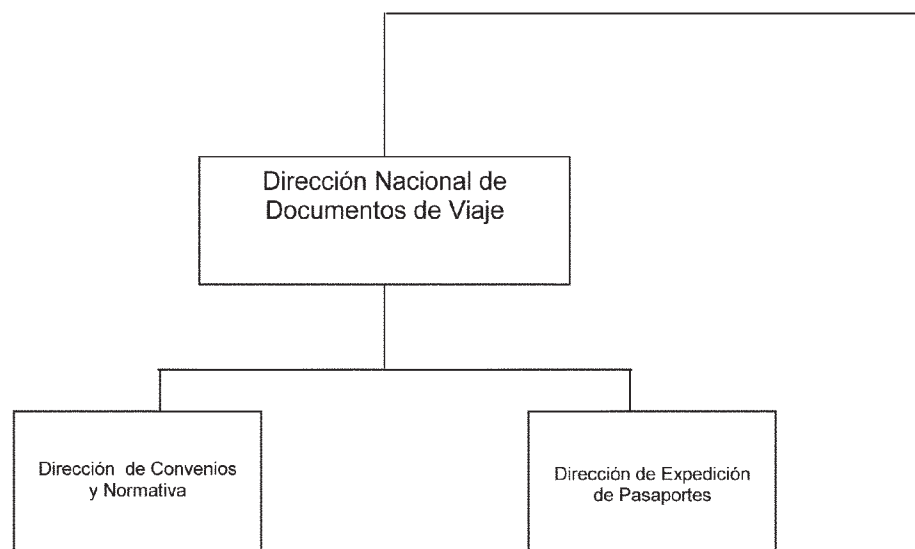 Dirección Nacional de
Documentos de Viaje
Dirección de Convenios
y Normativa
Dirección de Expedición
de Pasaportes